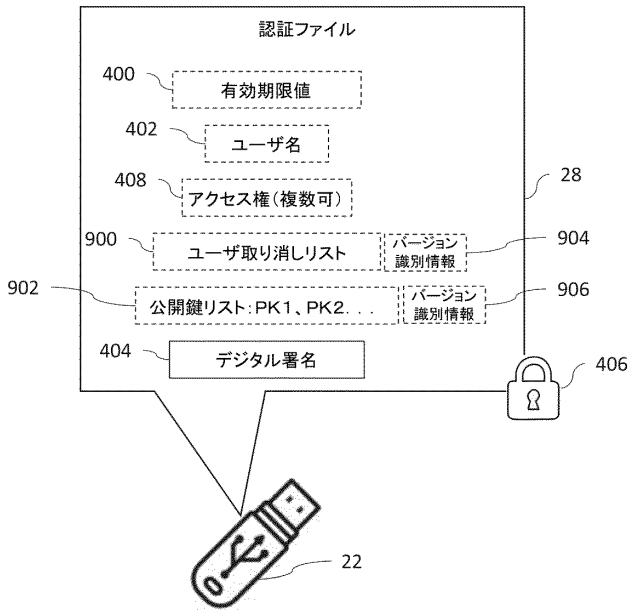 認証ファイル
400
有効期限値
402
ユーザ名
408
アクセス権(複数可)
28
900
ユーザ取り消しリスト
バージョン
識別情報
904
902
公開鍵リスト:PK1、PK2...
バージョン
識別情報
906
404
デジタル署名
406
22